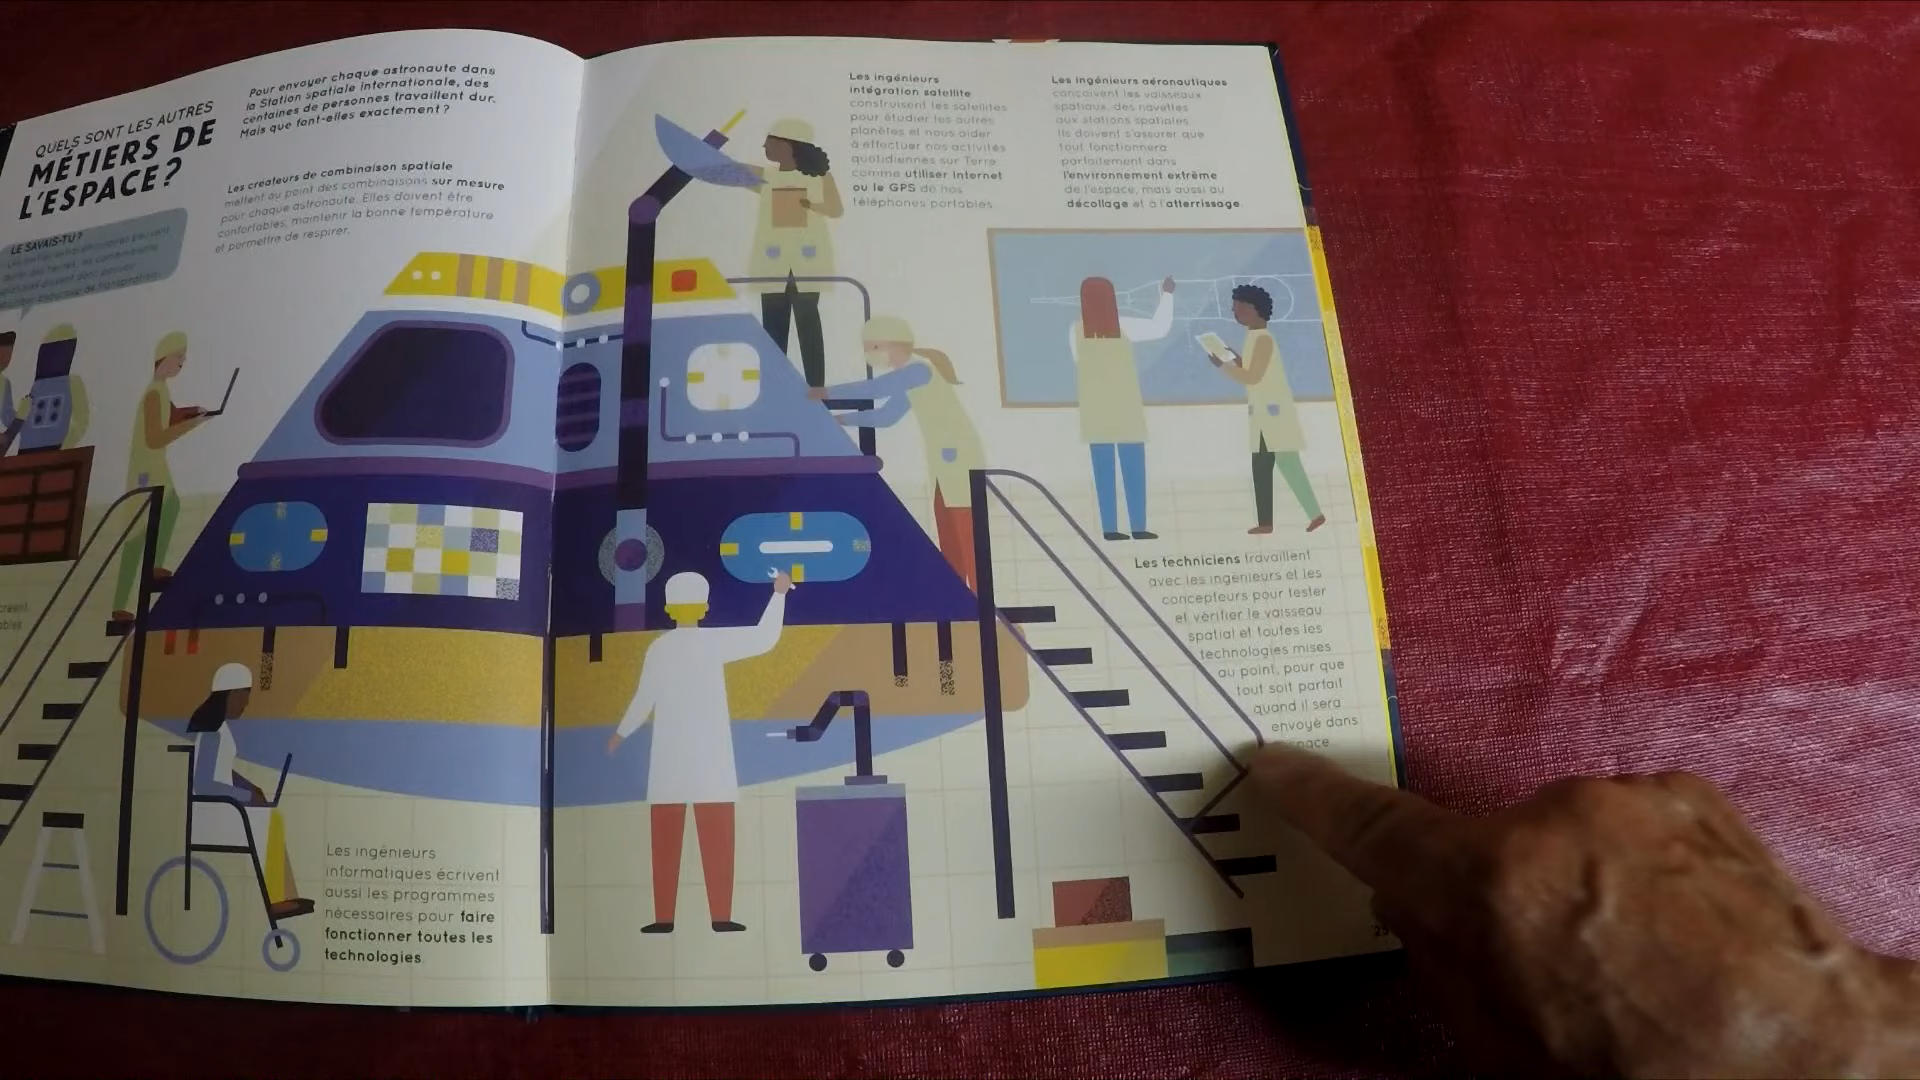 QUELS SONT LES AUTRES
MÉTIERS DE
L'ESPACE?
Pour envoyer chaque astronaute dans
la Station spatiale internationale, des
centaines de personnes travaillent dur.
Mais que font-elles exactement ?
Les créateurs de combinaison spatiale
mettent au point des combinaisons sur mesure
pour chaque astronaute. Elles doivent être
confortables, maintenir la bonne température
et permettre de respirer.
LE SAVAIS-TU ?
Les ingénieurs
informatiques écrivent
aussi les programmes
nécessaires pour faire
fonctionner toutes les
technologies
Les ingénieurs
intégration satellite
construisent les satellites
pour étudier les autres
planètes et nous aider
à effectuer nos activités
quotidiennes sur Terre
comme utiliser Internet
ou le GPS de nos
téléphones portables
Les ingénieurs aéronautiques
conçoivent les vaisseaux
spatiaux, des navettes
aux stations spatiales
Ils doivent s'assurer que
tout fonctionnera
parfaitement dans
l'environnement extrême
de l'espace, mais aussi au
décollage et à l'atterrissage
Les techniciens travaillent
avec les ingénieurs et les
concepteurs pour tester
et vérifier le vaisseau
spatial et toutes les
technologies mises
au point, pour que
tout soit parfait
quand il sera
envoyé dans